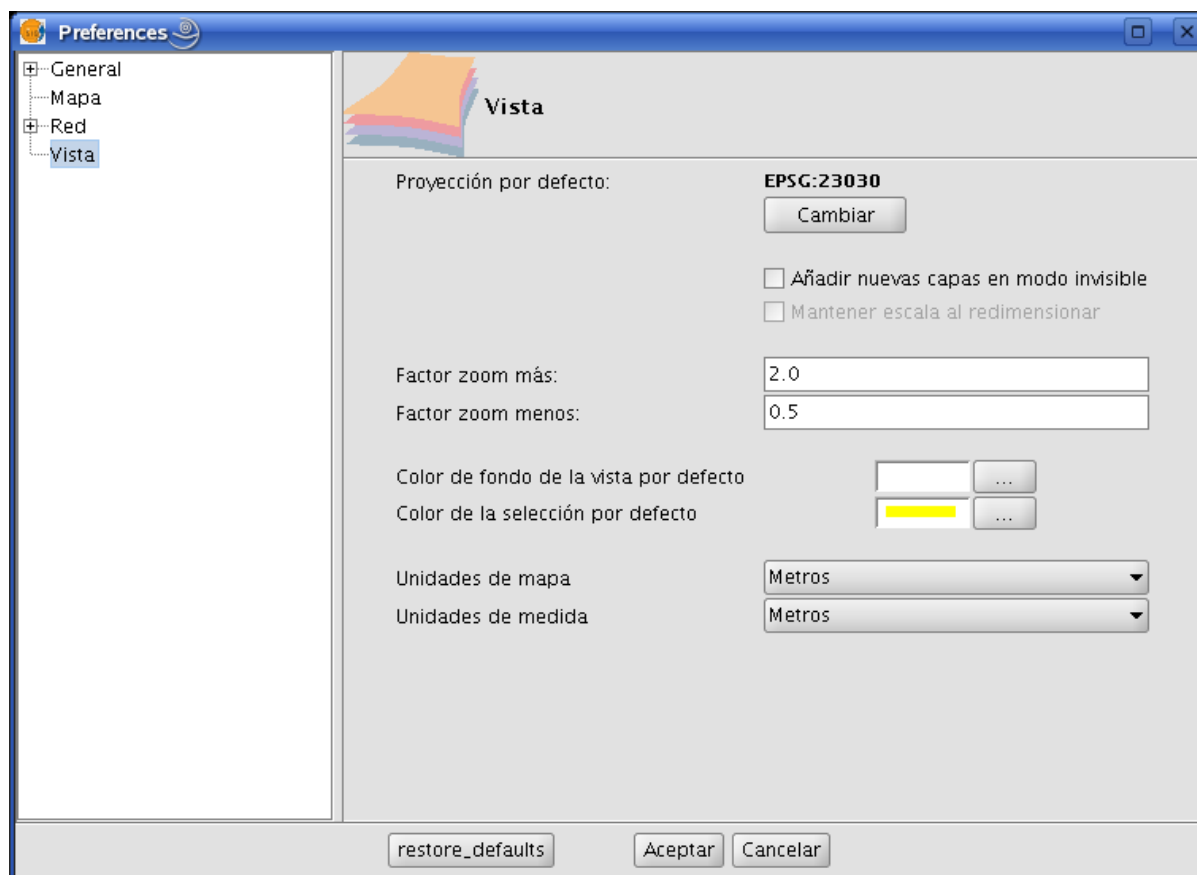 Preferences
General
Mapa
Red
Vista
Vista
Proyección por defecto:
EPSG:23030
Cambiar
Añadir nuevas capas en modo invisible
Mantener escala al redimensionar
Factor zoom más:
2.0
Factor zoom menos:
0.5
Color de fondo de la vista por defecto
...
Color de la selección por defecto
...
Unidades de mapa
Metros
Unidades de medida
Metros
restore_defaults
Aceptar
Cancelar